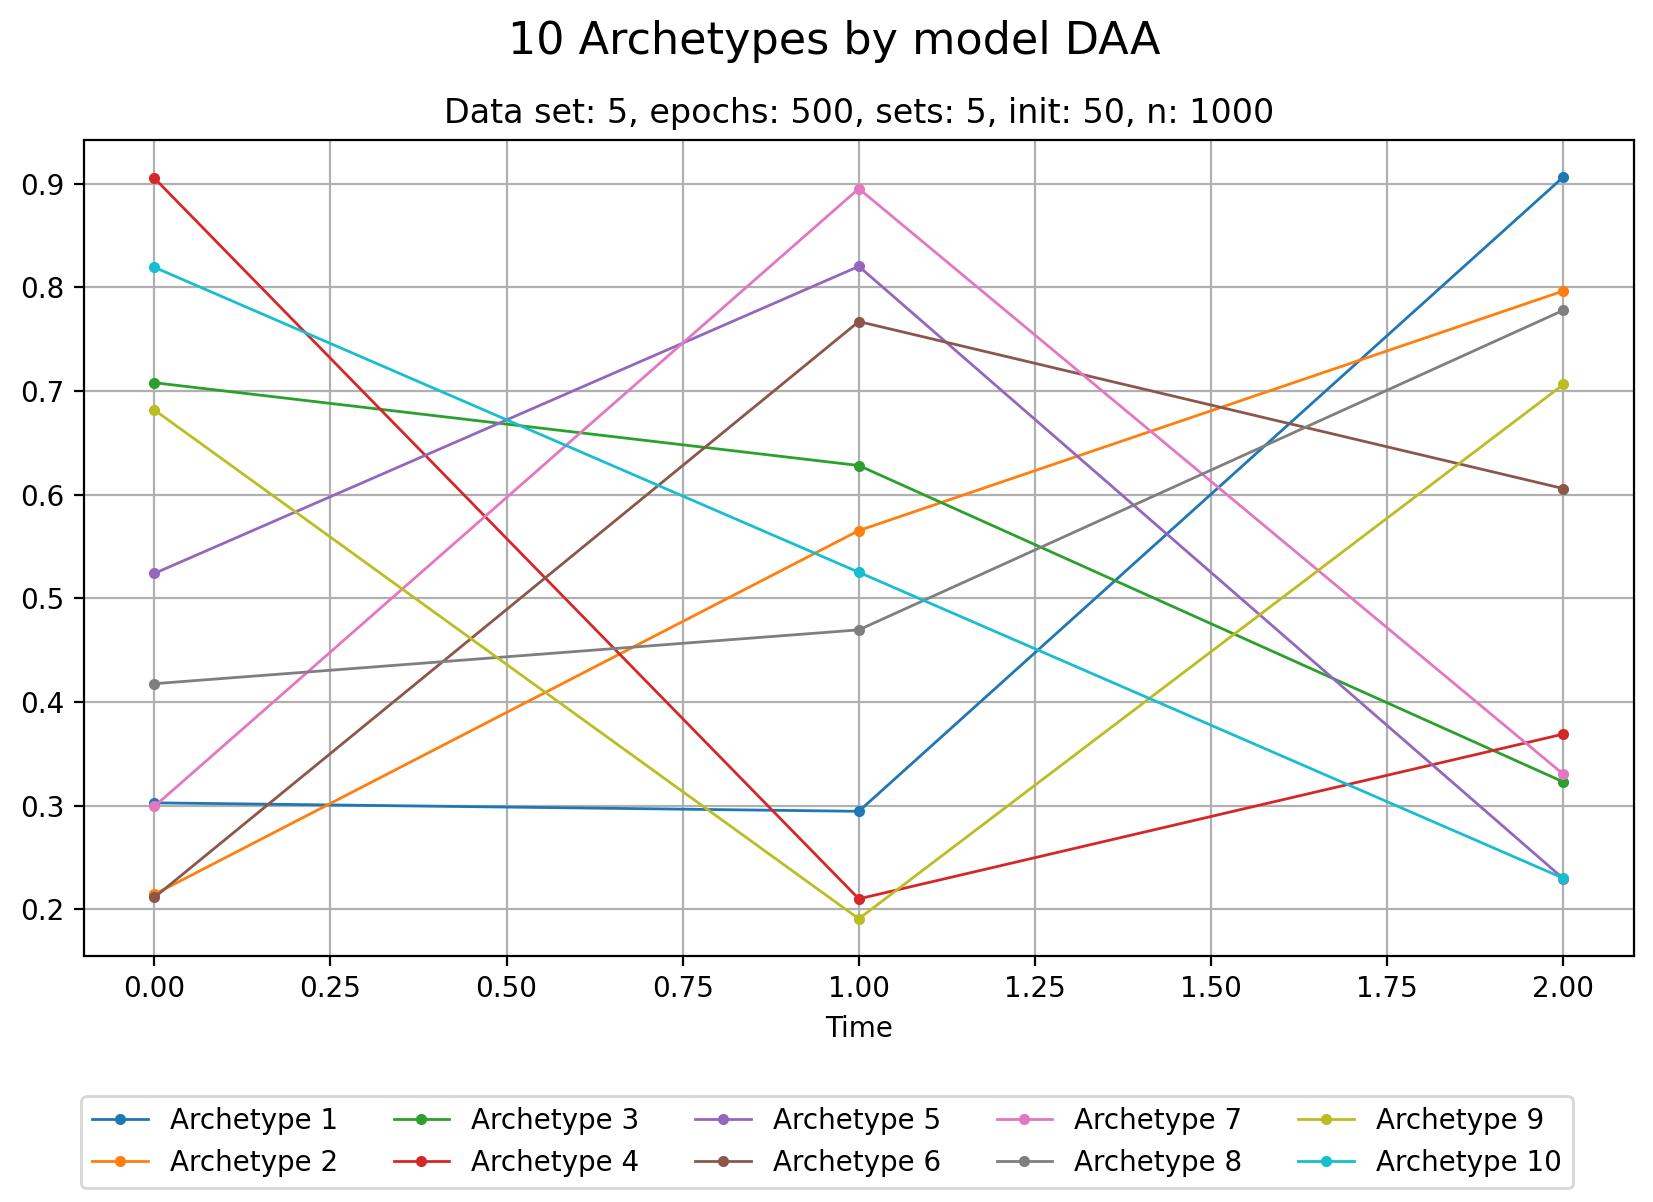 10 Archetypes by model DAA
Data set: 5, epochs: 500, sets: 5, init: 50, n: 1000
0.9
0.8
0.7
0.6
0.5
0.4
0.3
0.2
0.00 0.25 0.50 0.75 1.00 1.25 1.50 1.75 2.00
Time
Archetype 1 Archetype 3 Archetype 5 Archetype 7 Archetype 9
Archetype 2 Archetype 4 Archetype 6 Archetype 8 Archetype 10